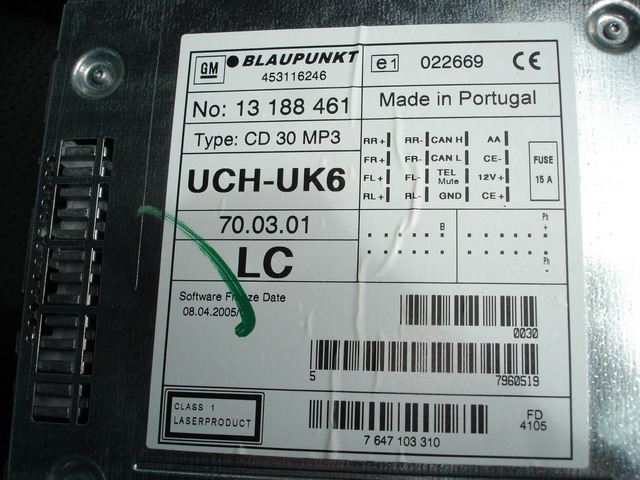 GM BLAUPUNKT
453116246
e1 022669 CE
No: 13 188 461
Made in Portugal
Type: CD 30 MP3
RR+ RR- CAN H AA
FR+ FR- CAN L CE-
FL+ FL- TEL Mute 12V+
RL+ RL- GND CE+
FUSE
15 A
UCH-UK6
70.03.01
LC
Ph
+
Ph
-
Software Freeze Date
08.04.2005/
0030
5 7960519
CLASS 1
LASERPRODUCT
7 647 103 310
FD
4105